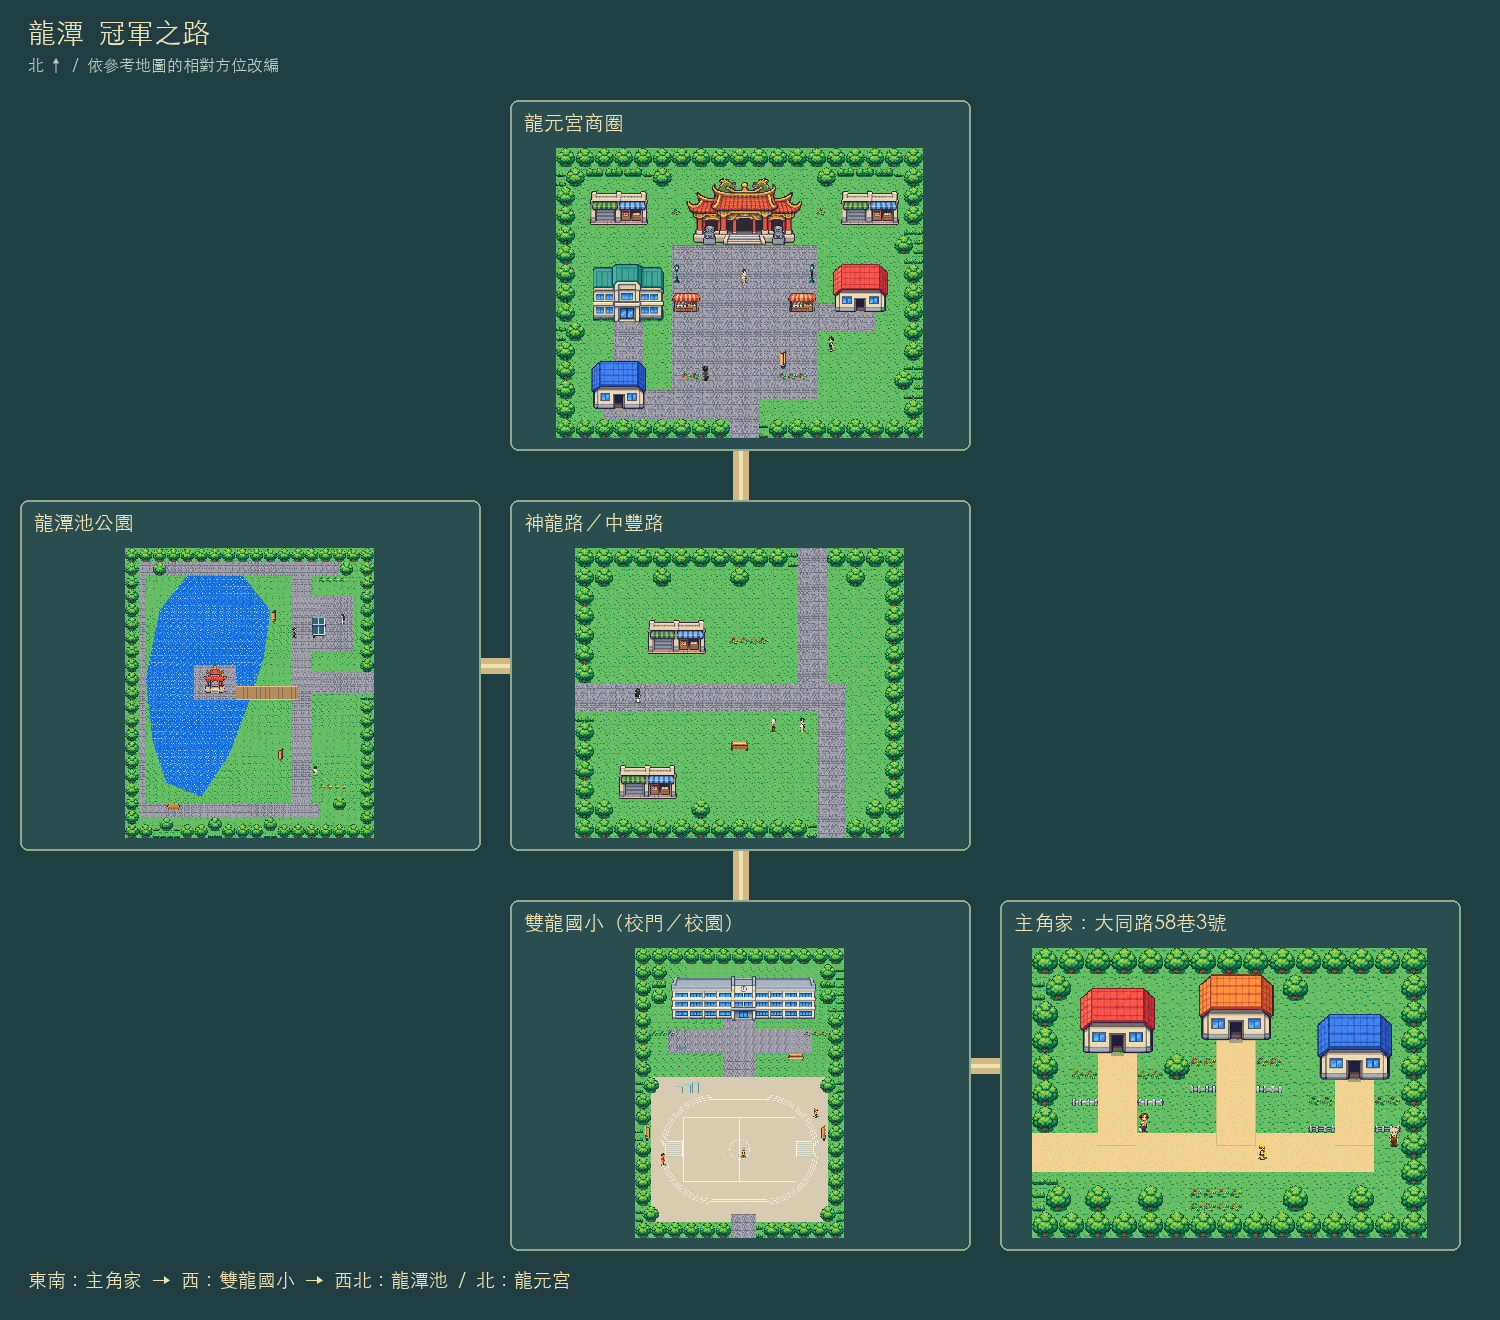 龍潭 冠軍之路
北 ↑ / 依參考地圖的相對方位改編
龍元宮商圈
龍潭池公園
神龍路／中豐路
雙龍國小（校門／校園）
主角家：大同路58巷3號
東南：主角家 → 西：雙龍國小 → 西北：龍潭池 / 北：龍元宮